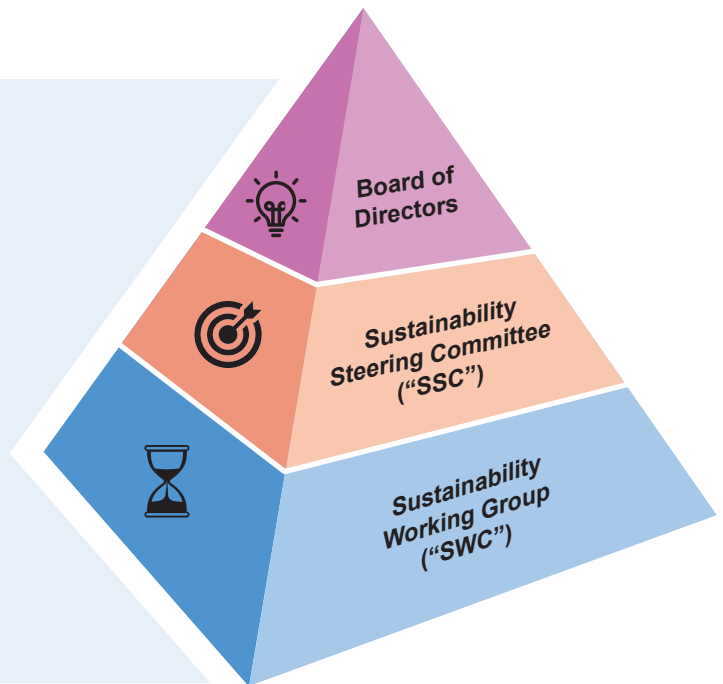 Board of
Directors
Sustainability
Steering Committee
(“SSC”)
Sustainability
Working Group
(“SWC”)